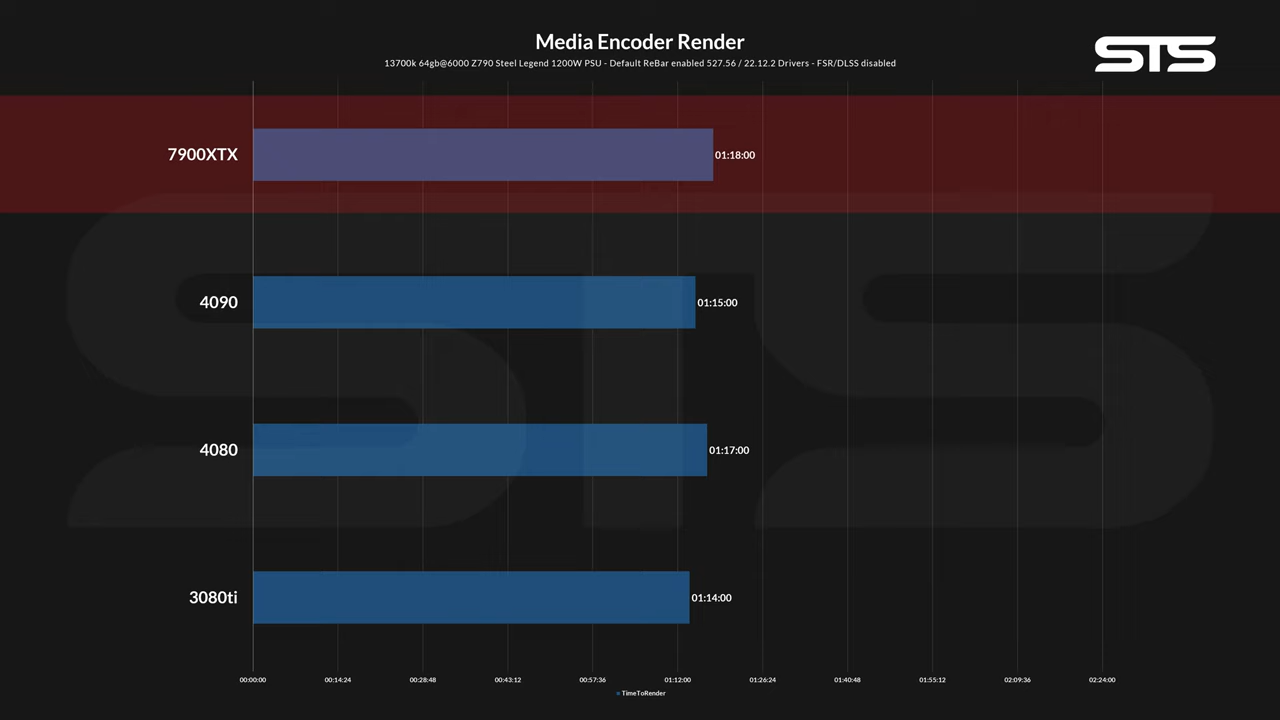 Media Encoder Render
13700k 64gb@6000 Z790 Steel Legend 1200W PSU - Default ReBar enabled 527.56 / 22.12.2 Drivers - FSR/DLSS disabled
STS
7900XTX
01:18:00
4090
01:15:00
4080
01:17:00
3080ti
01:14:00
00:00:00 00:14:24 00:28:48 00:43:12 00:57:36 01:12:00 01:26:24 01:40:48 01:55:12 02:09:36 02:24:00
TimeToRender